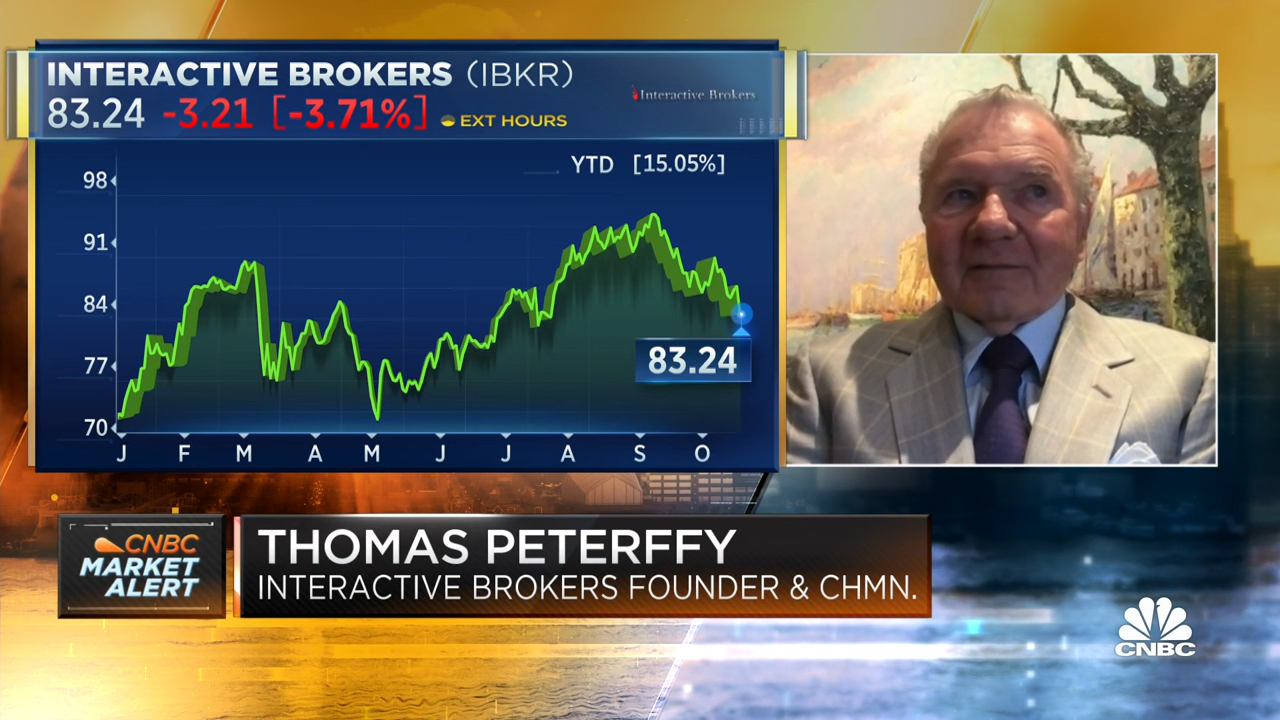 INTERACTIVE BROKERS (IBKR)
83.24 -3.21 [-3.71%] EXT HOURS
Interactive Brokers
YTD [15.05%]
98
91
84
77
70
83.24
J F M A M J J A S O
CNBC
MARKET
ALERT
THOMAS PETERFFY
INTERACTIVE BROKERS FOUNDER & CHMN.
CNBC